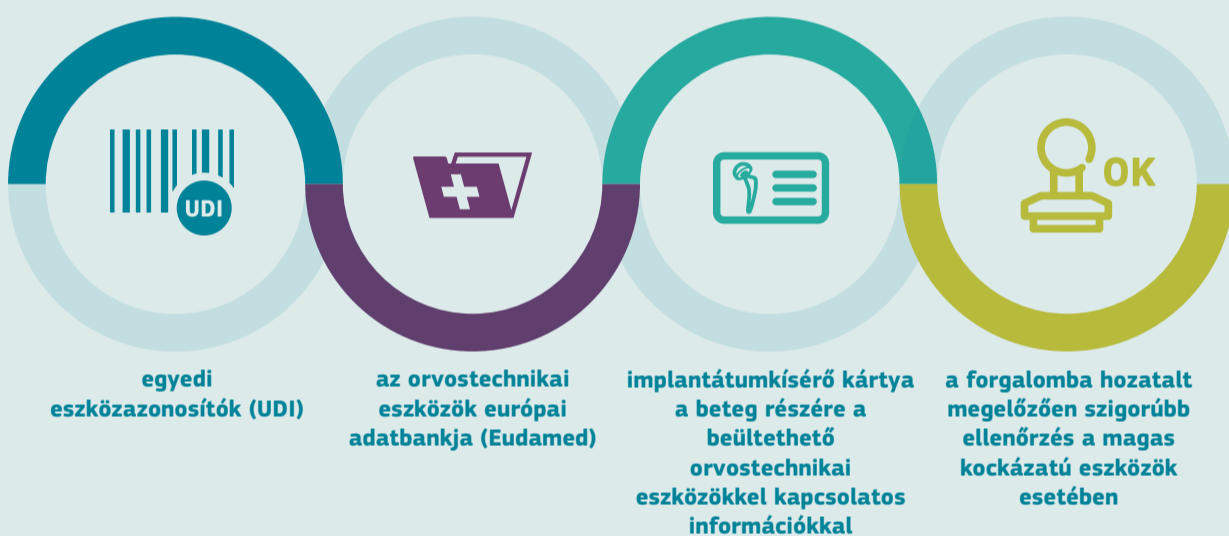 UDI
OK
egyedi
eszközazonosítók (UDI)
az orvostechnikai
eszközök európai
adatbankja (Eudamed)
implantátumkísérő kártya
a beteg részére a
beültethető
orvostechnikai
eszközökkel kapcsolatos
információkkal
a forgalomba hozatalt
megelőzően szigorúbb
ellenőrzés a magas
kockázatú eszközök
esetében